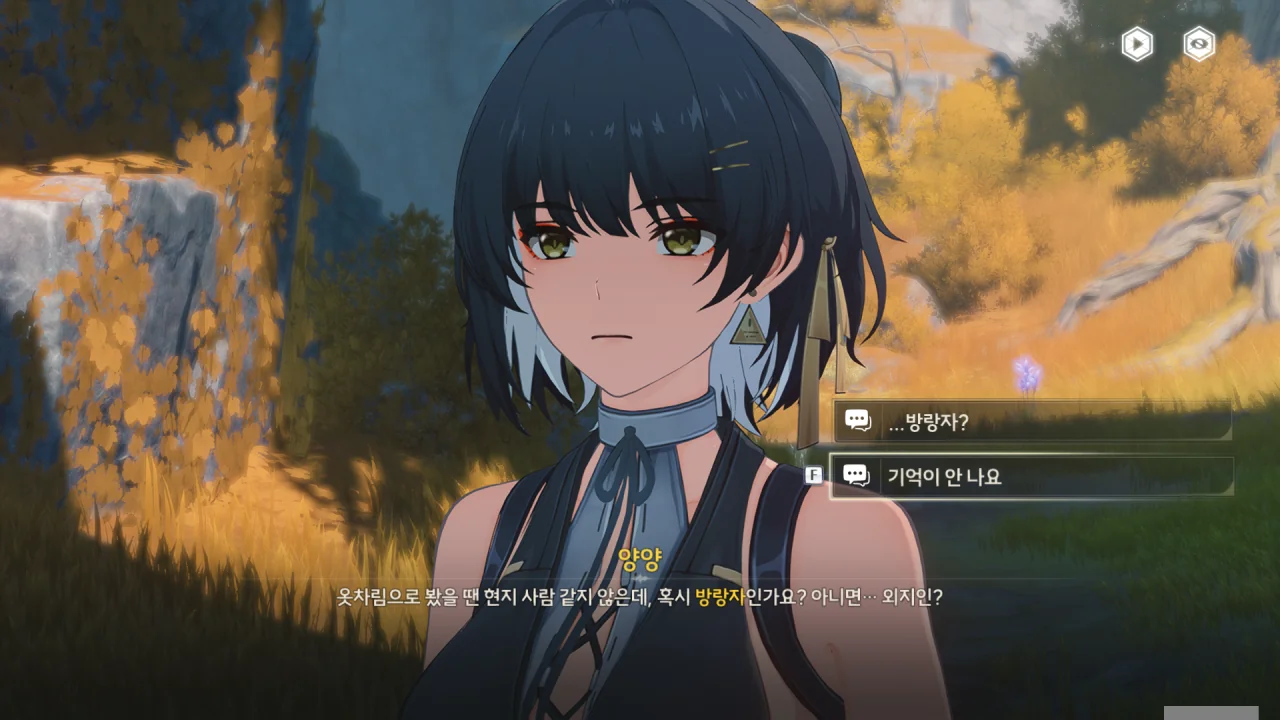 ...방랑자?
F
기억이 안 나요
양양
옷차림으로 봤을 땐 현지 사람 같지 않은데, 혹시 방랑자인가요? 아니면… 외지인?